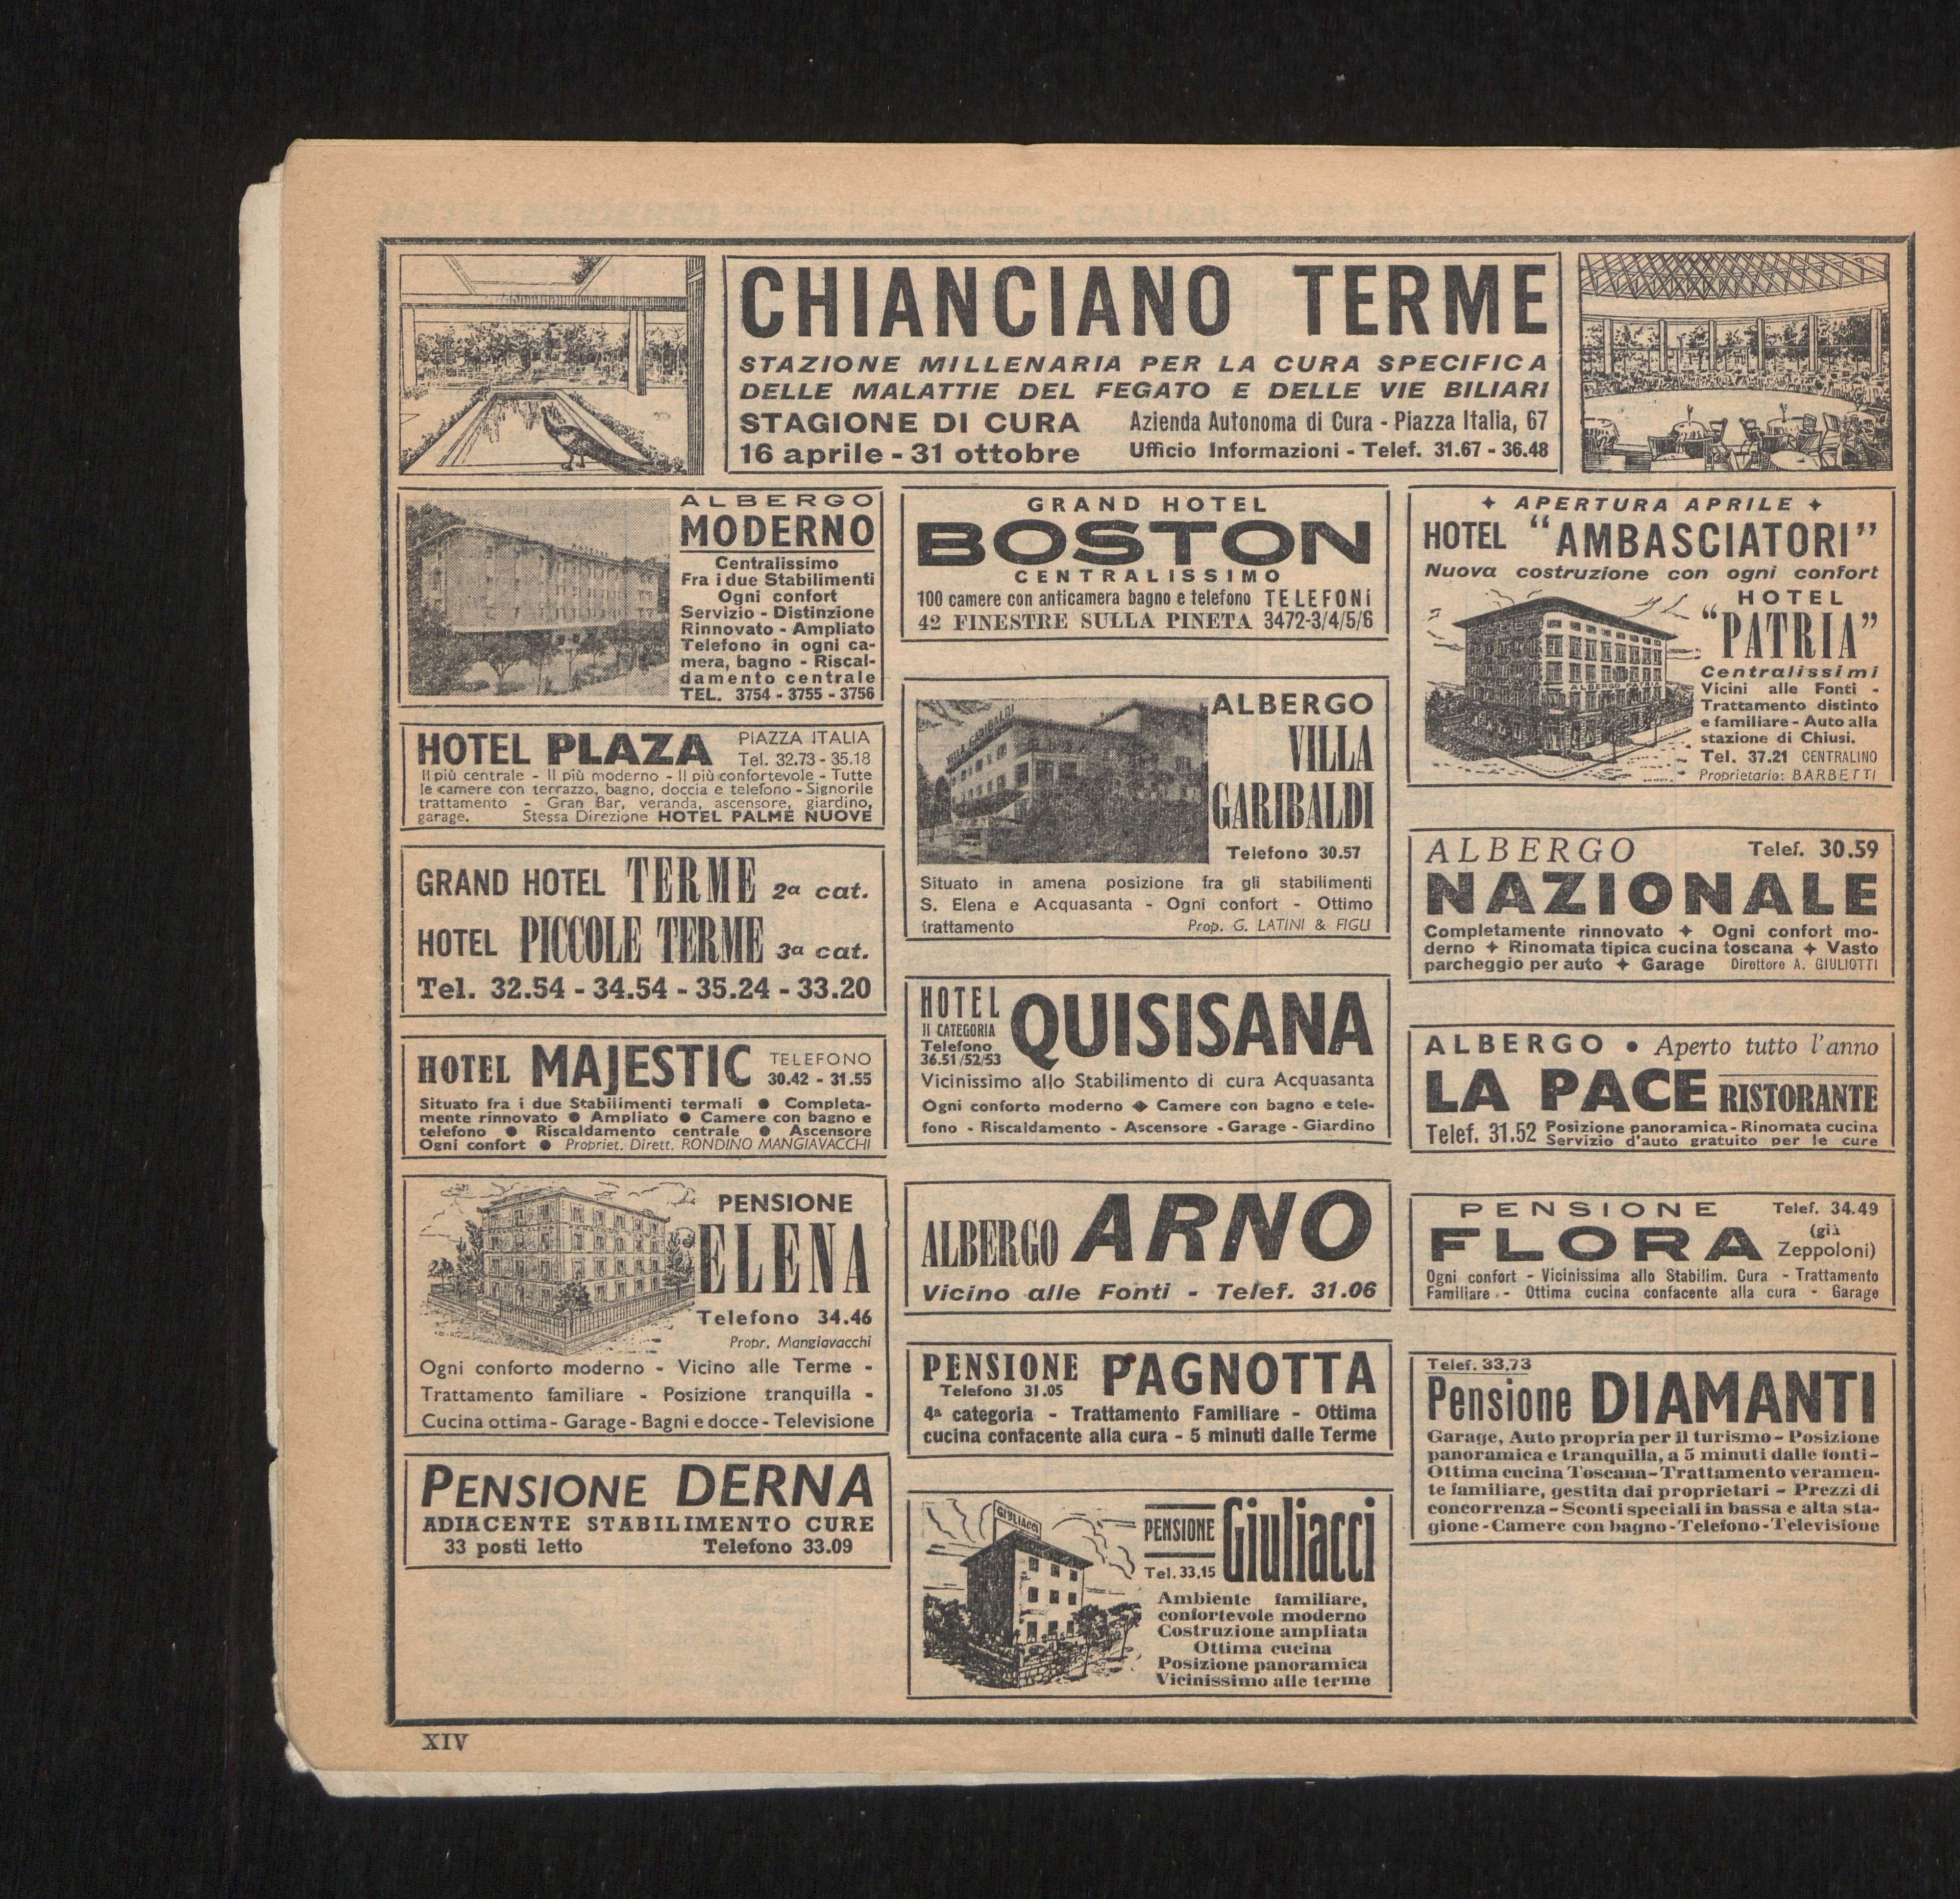 CHIANCIANO TERME
STAZIONE MILLENARIA PER LA CURA SPECIFICA
DELLE MALATTIE DEL FEGATO E DELLE VIE BILIARI
STAGIONE DI CURA
16 aprile - 31 ottobre
Azienda Autonoma di Cura - Piazza Italia, 67
Ufficio Informazioni - Telef. 31.67 - 36.48
ALBERGO
MODERNO
Centralissimo
Fra i due Stabilimenti
Ogni confort
Servizio - Distinzione
Rinnovato - Ampliato
Telefono in ogni ca-
mera, bagno - Riscal-
damento centrale
TEL. 3754 - 3755 - 3756
HOTEL PLAZA PIAZZA ITALIA
Tel. 32.73 - 35.18
Il più centrale - Il più moderno - Il più confortevole - Tutte
le camere con terrazzo, bagno, doccia e telefono - Signorile
trattamento - Gran Bar, veranda, ascensore, giardino,
garage. Stessa Direzione HOTEL PALME NUOVE
GRAND HOTEL TERME 2a cat.
HOTEL PICCOLE TERME 3a cat.
Tel. 32.54 - 34.54 - 35.24 - 33.20
HOTEL MAJESTIC TELEFONO
30.42 - 31.55
Situato fra i due Stabilimenti termali ● Completa-
mente rinnovato ● Ampliato ● Camere con bagno e
telefono ● Riscaldamento centrale ● Ascensore
Ogni confort ● Propriet. Dirett. RONDINO MANGIAVACCHI
PENSIONE
ELENA
Telefono 34.46
Propr. Mangiavacchi
Ogni conforto moderno - Vicino alle Terme -
Trattamento familiare - Posizione tranquilla -
Cucina ottima - Garage - Bagni e docce - Televisione
PENSIONE DERNA
ADIACENTE STABILIMENTO CURE
33 posti letto Telefono 33.09
GRAND HOTEL
BOSTON
CENTRALISSIMO
100 camere con anticamera bagno e telefono TELEFONi
42 FINESTRE SULLA PINETA 3472-3/4/5/6
VILLA GARIBALDI
ALBERGO
VILLA
GARIBALDI
Telefono 30.57
Situato in amena posizione fra gli stabilimenti
S. Elena e Acquasanta - Ogni confort - Ottimo
trattamento Prop. G. LATINI & FIGLI
HOTEL QUISISANA
II CATEGORIA
Telefono
36.51/52/53
Vicinissimo allo Stabilimento di cura Acquasanta
Ogni conforto moderno ✦ Camere con bagno e tele-
fono - Riscaldamento - Ascensore - Garage - Giardino
ALBERGO ARNO
Vicino alle Fonti - Telef. 31.06
PENSIONE PAGNOTTA
Telefono 31.05
4a categoria - Trattamento Familiare - Ottima
cucina confacente alla cura - 5 minuti dalle Terme
GIULIACCI
PENSIONE Giuliacci
Tel. 33.15
Ambiente familiare,
confortevole moderno
Costruzione ampliata
Ottima cucina
Posizione panoramica
Vicinissimo alle terme
✦ APERTURA APRILE ✦
HOTEL "AMBASCIATORI"
Nuova costruzione con ogni confort
HOTEL
"PATRIA"
ALBERGO PATRIA
Centralissimi
Vicini alle Fonti -
Trattamento distinto
e familiare - Auto alla
stazione di Chiusi.
Tel. 37.21 CENTRALINO
Proprietario: BARBETTI
ALBERGO Telef. 30.59
NAZIONALE
Completamente rinnovato ✦ Ogni confort mo-
derno ✦ Rinomata tipica cucina toscana ✦ Vasto
parcheggio per auto ✦ Garage Direttore A. GIULIOTTI
ALBERGO • Aperto tutto l'anno
LA PACE RISTORANTE
Telef. 31.52 Posizione panoramica - Rinomata cucina
Servizio d'auto gratuito per le cure
PENSIONE Telef. 34.49
FLORA (già
Zeppoloni)
Ogni confort - Vicinissima allo Stabilim. Cura - Trattamento
Familiare - Ottima cucina confacente alla cura - Garage
Telef. 33.73
Pensione DIAMANTI
Garage, Auto propria per il turismo - Posizione
panoramica e tranquilla, a 5 minuti dalle fonti -
Ottima cucina Toscana - Trattamento veramen-
te familiare, gestita dai proprietari - Prezzi di
concorrenza - Sconti speciali in bassa e alta sta-
gione - Camere con bagno - Telefono - Televisione
XIV